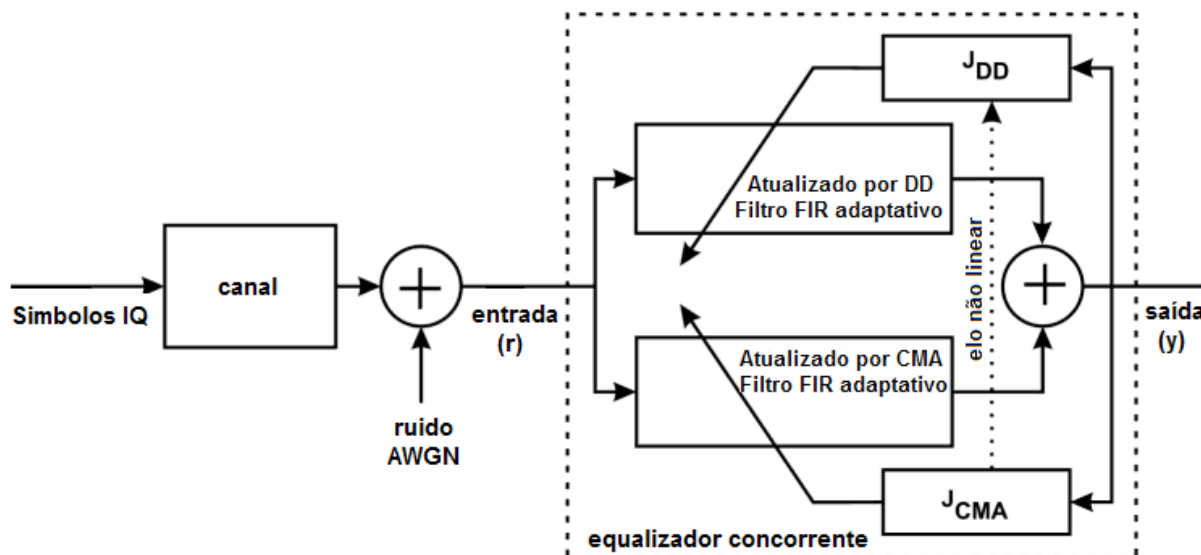 J_DD
Atualizado por DD
Filtro FIR adaptativo
canal
Simbolos IQ
entrada
(r)
elo não linear
saída
(y)
Atualizado por CMA
Filtro FIR adaptativo
ruido
AWGN
J_CMA
equalizador concorrente